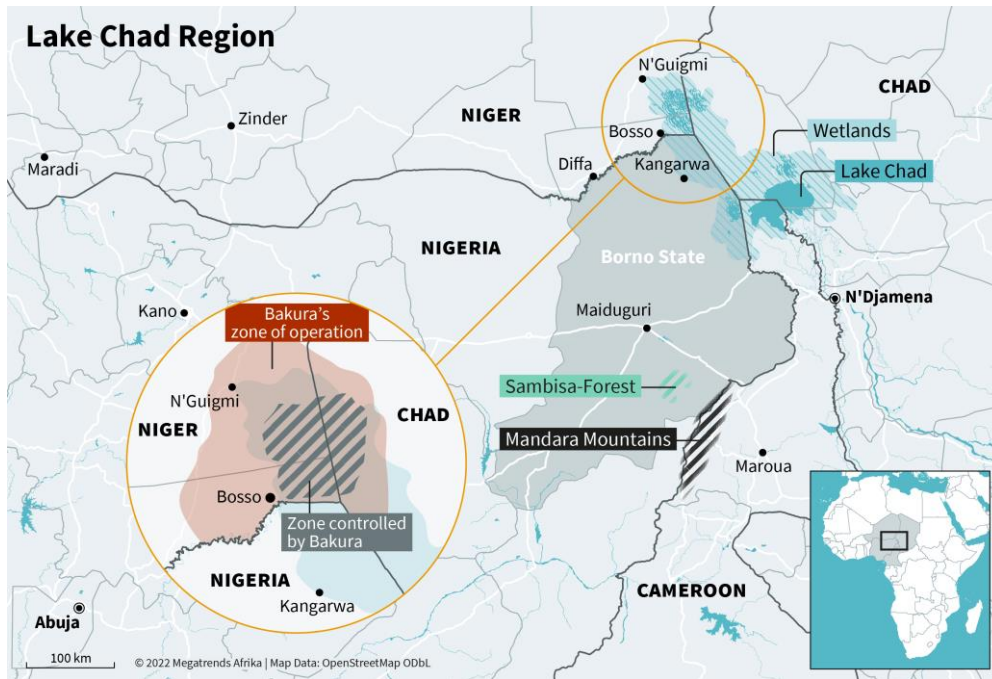 Lake Chad Region
N'Guigmi
CHAD
NIGER
Zinder
Bosso
Wetlands
Maradi
Diffa
Kangarwa
Lake Chad
NIGERIA
Borno State
N'Djamena
Kano
Bakura's
zone of operation
Maiduguri
N'Guigmi
Sambisa-Forest
CHAD
NIGER
Mandara Mountains
Maroua
Bosso
Zone controlled
by Bakura
NIGERIA
CAMEROON
Kangarwa
Abuja
100 km
© 2022 Megatrends Afrika | Map Data: OpenStreetMap ODbL